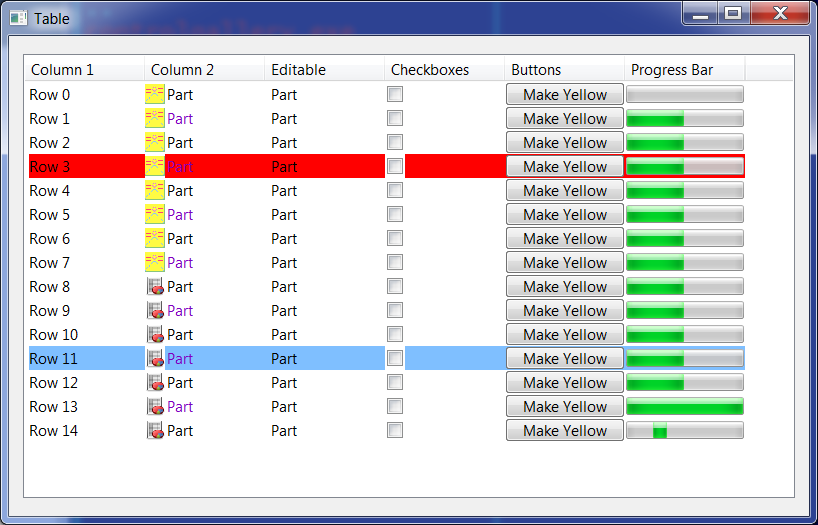 Table
Column 1 Column 2 Editable Checkboxes Buttons Progress Bar
Row 0 Part Part Make Yellow
Row 1 Part Part Make Yellow
Row 2 Part Part Make Yellow
Row 3 Part Part Make Yellow
Row 4 Part Part Make Yellow
Row 5 Part Part Make Yellow
Row 6 Part Part Make Yellow
Row 7 Part Part Make Yellow
Row 8 Part Part Make Yellow
Row 9 Part Part Make Yellow
Row 10 Part Part Make Yellow
Row 11 Part Part Make Yellow
Row 12 Part Part Make Yellow
Row 13 Part Part Make Yellow
Row 14 Part Part Make Yellow